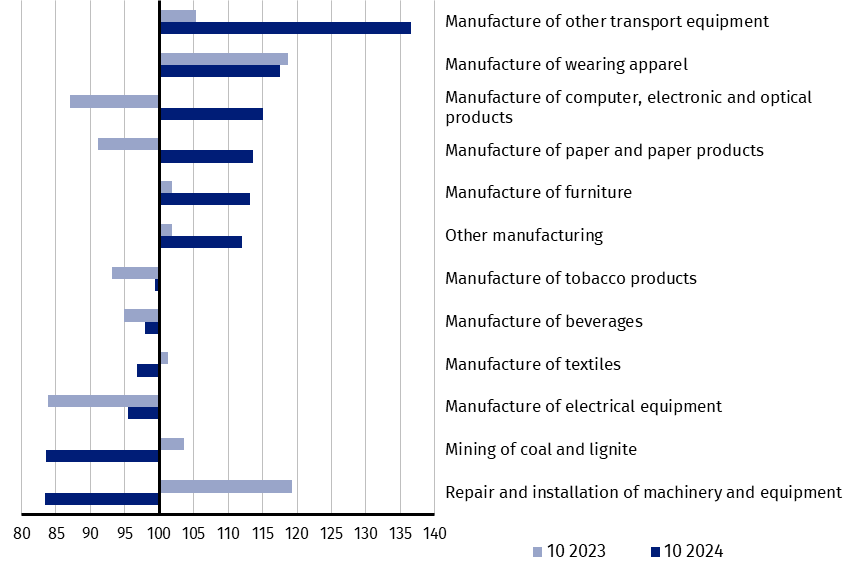 Manufacture of other transport equipment
Manufacture of wearing apparel
Manufacture of computer, electronic and optical
products
Manufacture of paper and paper products
Manufacture of furniture
Other manufacturing
Manufacture of tobacco products
Manufacture of beverages
Manufacture of textiles
Manufacture of electrical equipment
Mining of coal and lignite
Repair and installation of machinery and equipment
80 85 90 95 100 105 110 115 120 125 130 135 140
10 2023 10 2024